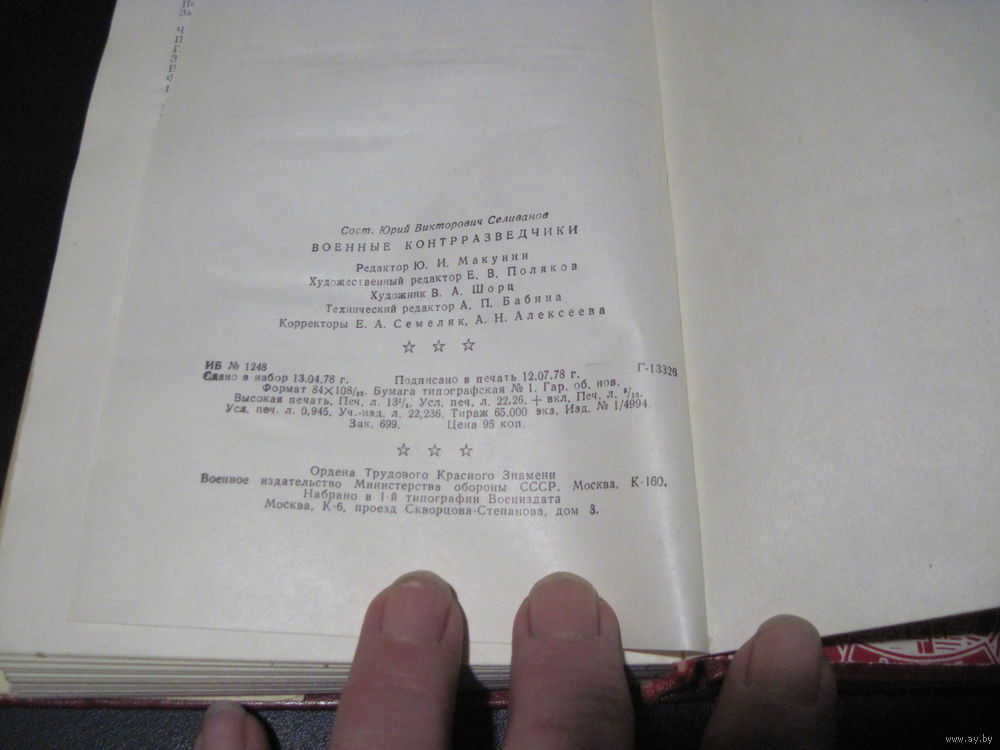 Сост. Юрий Викторович Селиванов
ВОЕННЫЕ КОНТРРАЗВЕДЧИКИ
Редактор Ю. И. Макунин
Художественный редактор Е. В. Поляков
Художник В. А. Шорц
Технический редактор А. П. Бабина
Корректоры Е. А. Семеляк, А. Н. Алексеева
☆ ☆ ☆
ИБ № 1248
Сдано в набор 13.04.78 г. Подписано в печать 12.07.78 г. Г-13326
Формат 84×108/32. Бумага типографская № 1. Гар. об. нов.
Высокая печать. Печ. л. Усл. печ. л. 22,26. + вкл. Печ. л. 9/16.
Усл. печ. л. 0,945. Уч.-изд. л. 22,236. Тираж 65.000 экз. Изд. № 1/4994.
Зак. 699. Цена 95 коп.
☆ ☆ ☆
Ордена Трудового Красного Знамени
Военное издательство Министерства обороны СССР, Москва, К-160.
Набрано в 1-й типографии Воениздата
Москва, К-6, проезд Скворцова-Степанова, дом 3.
www.ay.by